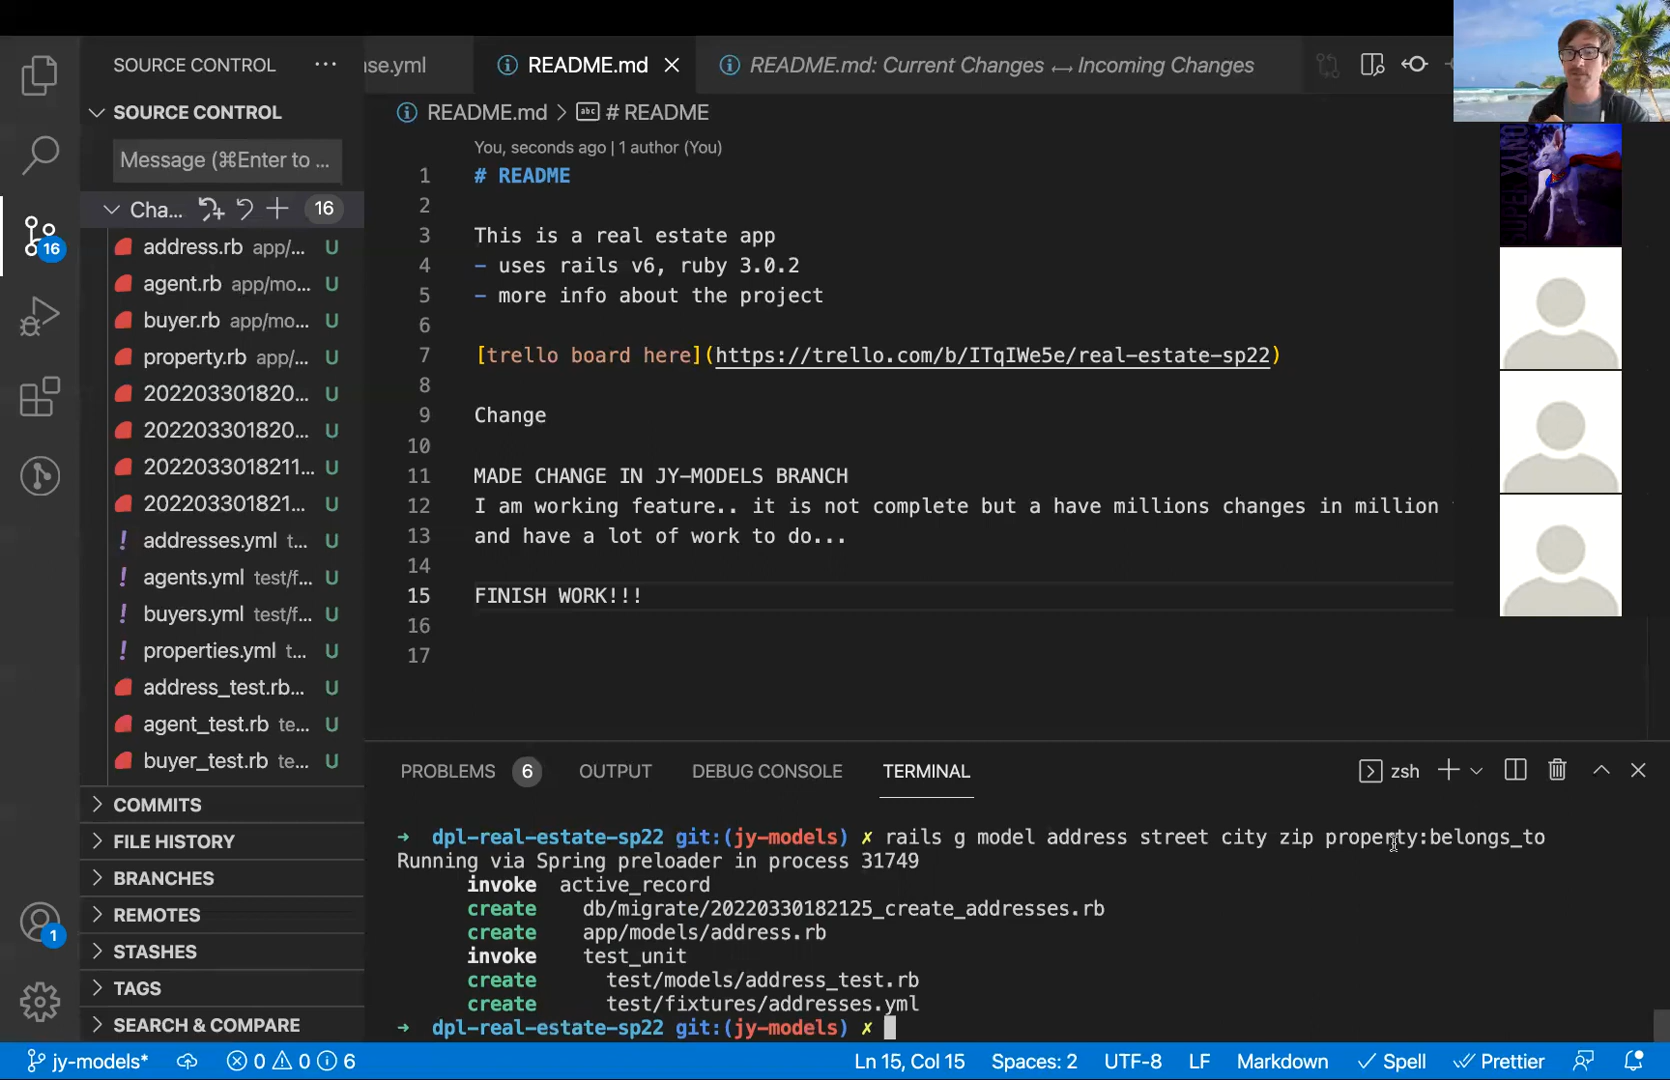 SOURCE CONTROL ...
SOURCE CONTROL
Message (⌘Enter to ...
Cha... 16
16
address.rb app/... U
agent.rb app/mo... U
buyer.rb app/mo... U
property.rb app/... U
202203301820... U
202203301820... U
2022033018211... U
202203301821... U
! addresses.yml t... U
! agents.yml test/f... U
! buyers.yml test/f... U
! properties.yml t... U
address_test.rb... U
agent_test.rb te... U
buyer_test.rb te... U
COMMITS
FILE HISTORY
BRANCHES
REMOTES
STASHES
TAGS
SEARCH & COMPARE
1
ase.yml
README.md
README.md: Current Changes ↔ Incoming Changes
README.md > # README
You, seconds ago | 1 author (You)
1 # README
2
3 This is a real estate app
4 - uses rails v6, ruby 3.0.2
5 - more info about the project
6
7 [trello board here](https://trello.com/b/ITqIWe5e/real-estate-sp22)
8
9 Change
10
11 MADE CHANGE IN JY-MODELS BRANCH
12 I am working feature.. it is not complete but a have millions changes in million
13 and have a lot of work to do...
14
15 FINISH WORK!!!
16
17
PROBLEMS 6 OUTPUT DEBUG CONSOLE TERMINAL zsh
→ dpl-real-estate-sp22 git:(jy-models) ✗ rails g model address street city zip property:belongs_to
Running via Spring preloader in process 31749
invoke active_record
create db/migrate/20220330182125_create_addresses.rb
create app/models/address.rb
invoke test_unit
create test/models/address_test.rb
create test/fixtures/addresses.yml
→ dpl-real-estate-sp22 git:(jy-models) ✗
jy-models* 0 0 6 Ln 15, Col 15 Spaces: 2 UTF-8 LF Markdown Spell Prettier